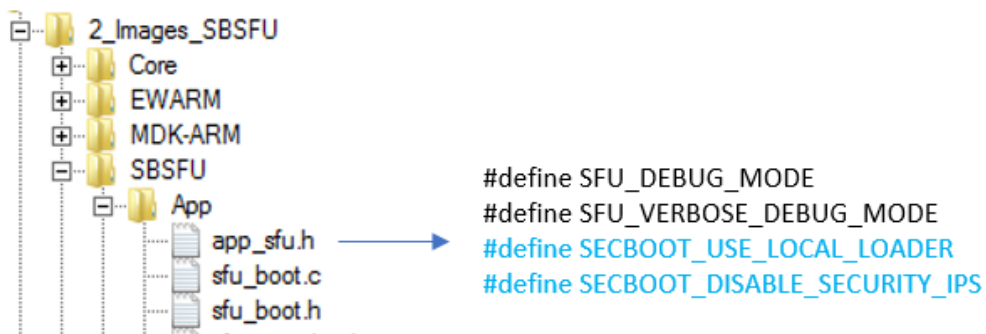 2_Images_SBSFU
Core
EWARM
MDK-ARM
SBSFU
App
app_sfu.h
sfu_boot.c
sfu_boot.h
#define SFU_DEBUG_MODE
#define SFU_VERBOSE_DEBUG_MODE
#define SECBOOT_USE_LOCAL_LOADER
#define SECBOOT_DISABLE_SECURITY_IPS